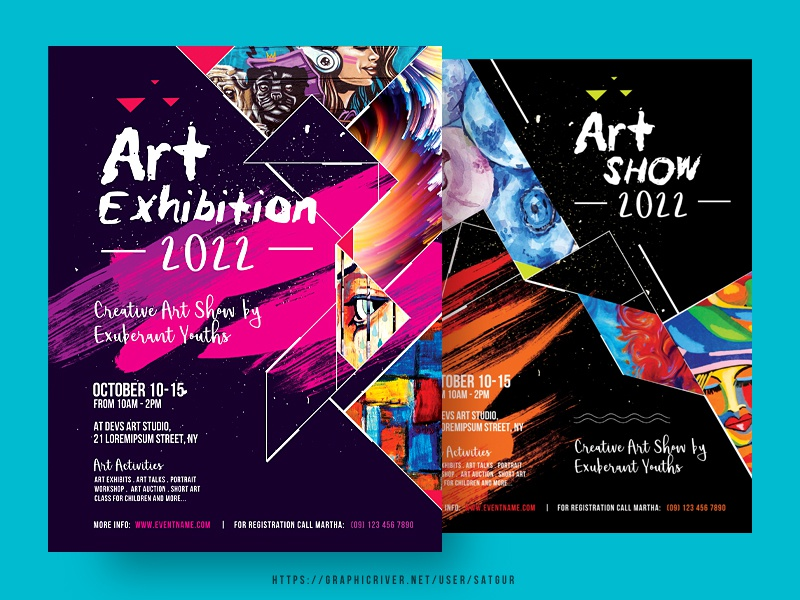 Art
Exhibition
2022
Creative Art Show by
Exuberant Youths
OCTOBER 10-15
FROM 10AM - 2PM
AT DEVS ART STUDIO,
21 LOREMIPSUM STREET, NY
Art Activities
ART EXHIBITS . ART TALKS . PORTRAIT
WORKSHOP . ART AUCTION . SHORT ART
CLASS FOR CHILDREN AND MORE...
MORE INFO: WWW.EVENTNAME.COM | FOR REGISTRATION CALL MARTHA: (09) 123 456 7890
Art
SHOW
2022
TOBER 10-15
M 10AM - 2PM
EVS ART STUDIO,
OREMIPSUM STREET, NY
Activities
XHIBITS . ART TALKS . PORTRAIT
SHOP . ART AUCTION . SHORT ART
FOR CHILDREN AND MORE...
Creative Art Show by
Exuberant Youths
WWW.EVENTNAME.COM | FOR REGISTRATION CALL MARTHA: (09) 123 456 7890
HTTPS://GRAPHICRIVER.NET/USER/SATGUR